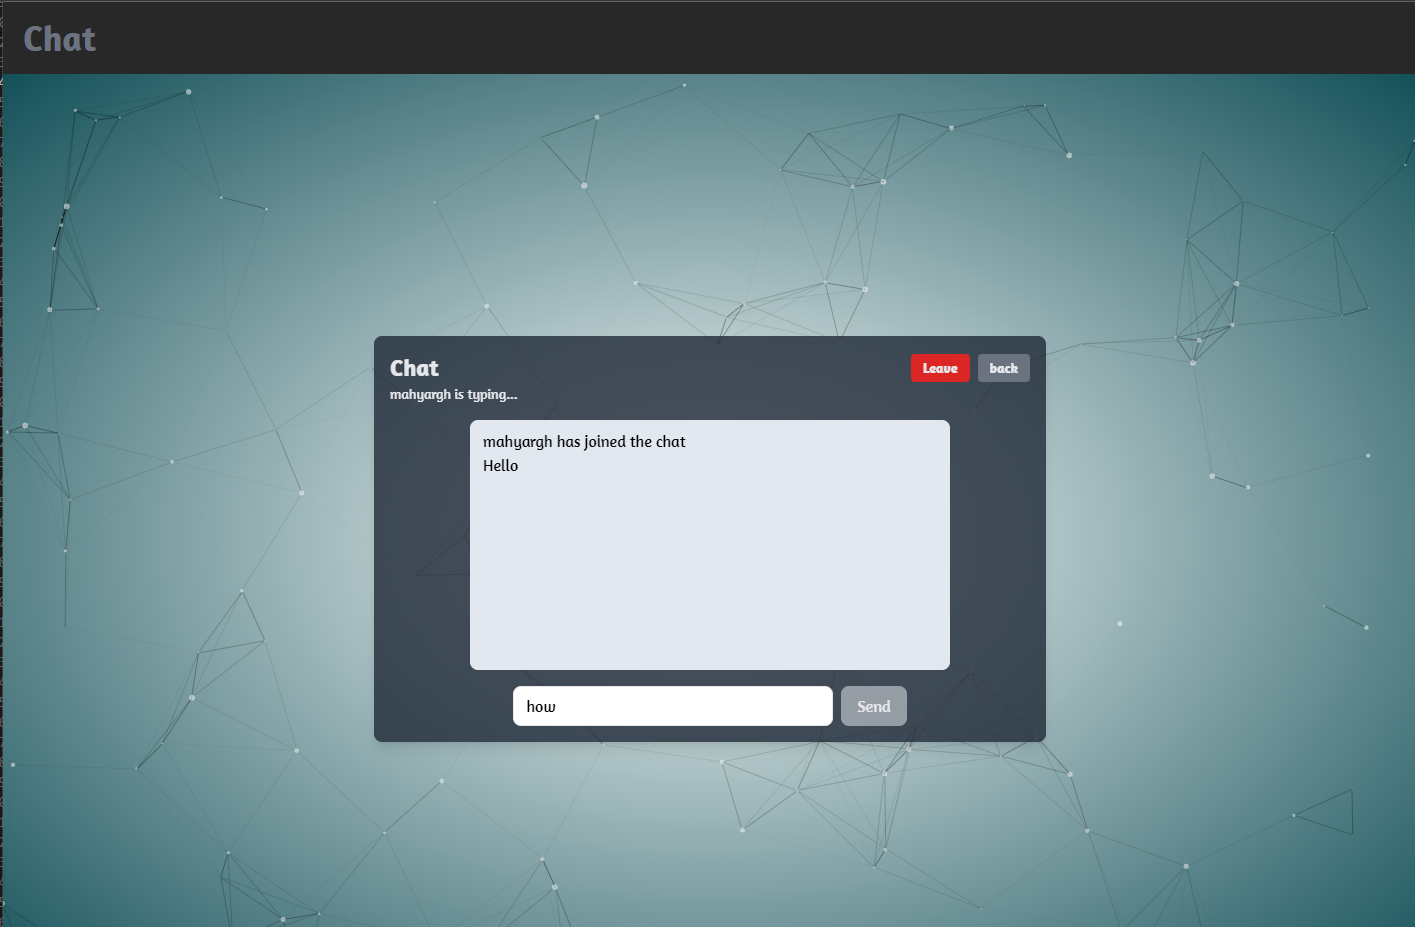 Chat
Chat
Leave
back
mahyargh is typing...
mahyargh has joined the chat
Hello
how
Send